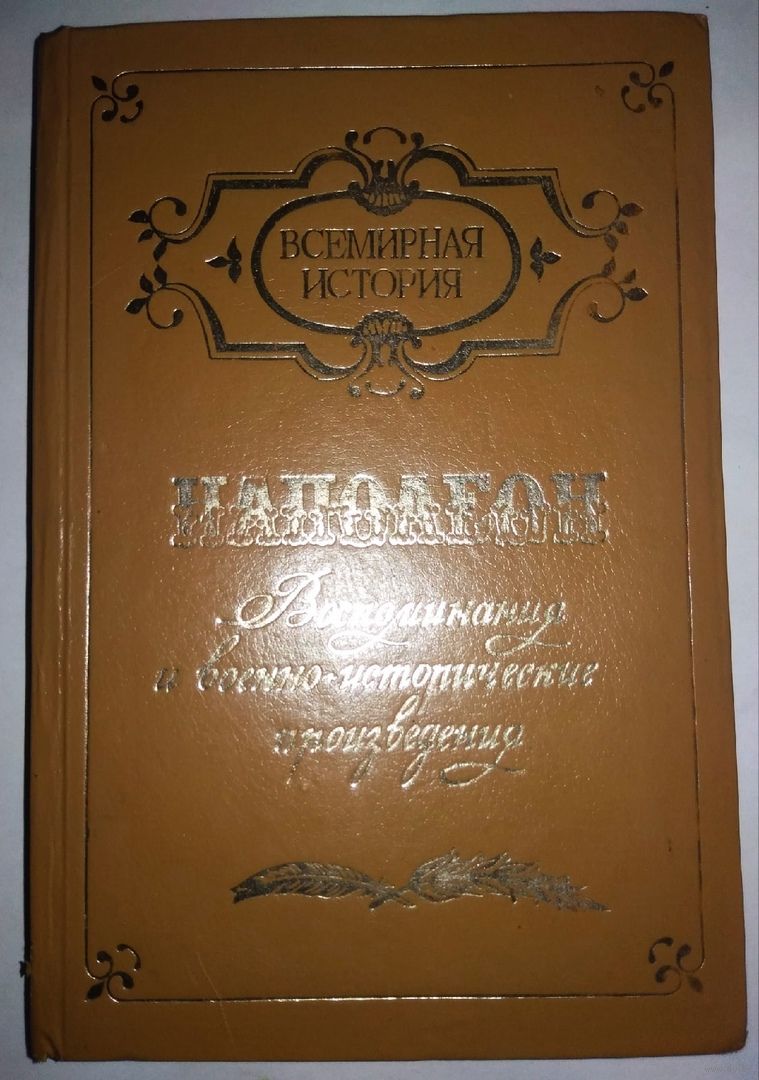 ВСЕМИРНАЯ
ИСТОРИЯ
НАПОЛЕОН
Воспоминания
и военно-исторические
произведения